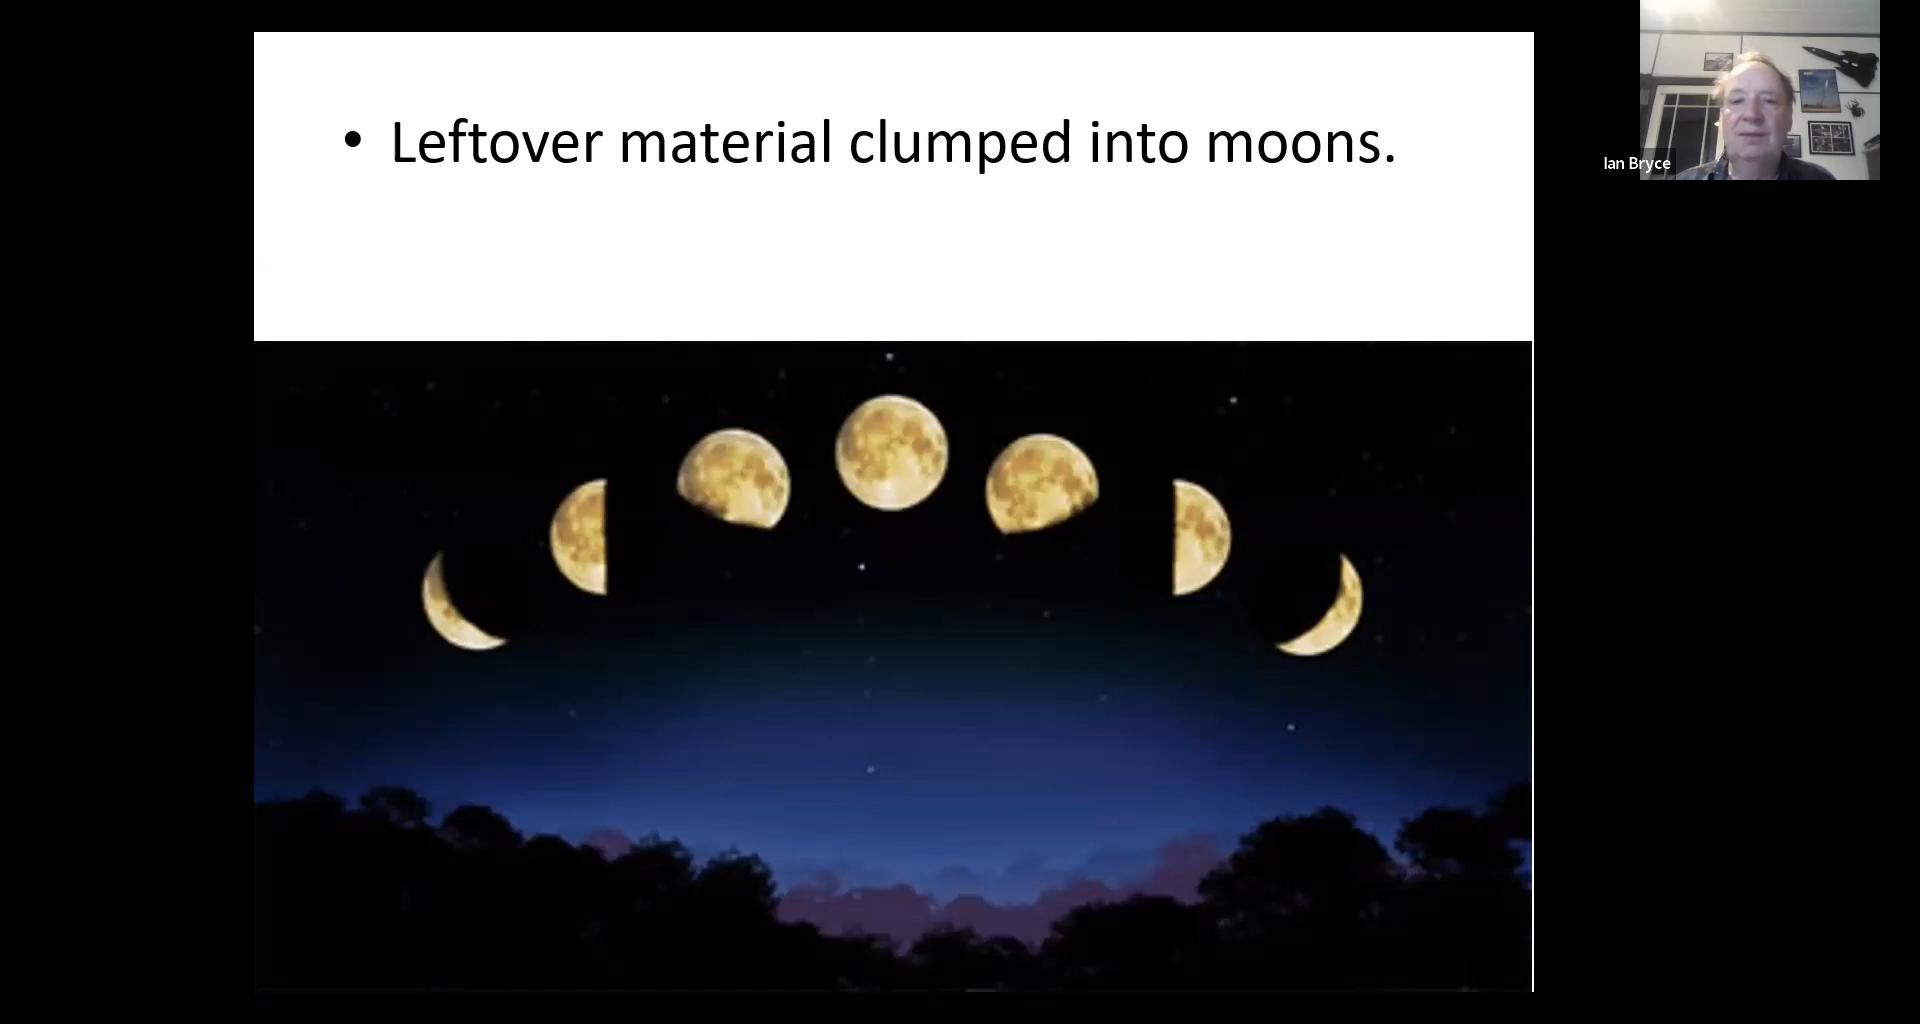 • Leftover material clumped into moons.
Ian Bryce